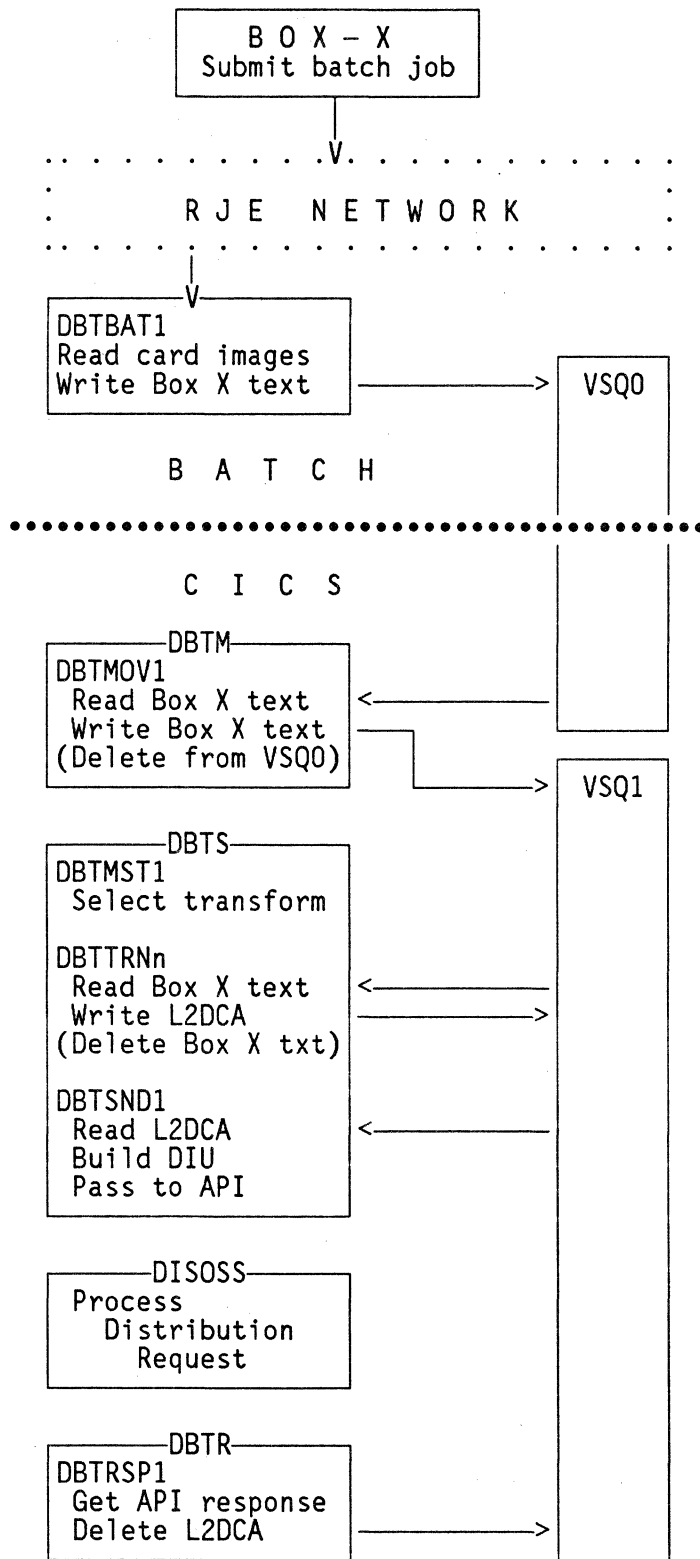 B O X – X
Submit batch job
R J E N E T W O R K
DBTBAT1
Read card images
Write Box X text
VSQ0
B A T C H
C I C S
DBTM
DBTMOV1
Read Box X text
Write Box X text
(Delete from VSQ0)
VSQ1
DBTS
DBTMST1
Select transform
DBTTRNn
Read Box X text
Write L2DCA
(Delete Box X txt)
DBTSND1
Read L2DCA
Build DIU
Pass to API
DISOSS
Process
Distribution
Request
DBTR
DBTRSP1
Get API response
Delete L2DCA